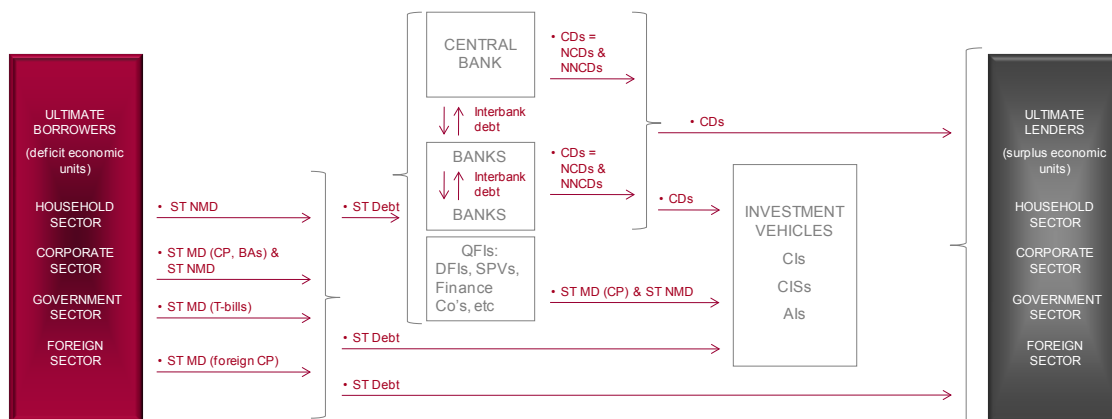 ULTIMATE
BORROWERS
(deficit economic
units)
HOUSEHOLD
SECTOR
CORPORATE
SECTOR
GOVERNMENT
SECTOR
FOREIGN
SECTOR
• ST NMD
• ST MD (CP, BAs) &
ST NMD
• ST MD (T-bills)
• ST MD (foreign CP)
• ST Debt
CENTRAL
BANK
Interbank
debt
BANKS
Interbank
debt
BANKS
QFIs:
DFIs, SPVs,
Finance
Co's, etc
• CDs =
NCDs &
NNCDs
• CDs =
NCDs &
NNCDs
• CDs
• CDs
• ST MD (CP) & ST NMD
• ST Debt
• ST Debt
INVESTMENT
VEHICLES
CIs
CISs
AIs
ULTIMATE
LENDERS
(surplus economic
units)
HOUSEHOLD
SECTOR
CORPORATE
SECTOR
GOVERNMENT
SECTOR
FOREIGN
SECTOR